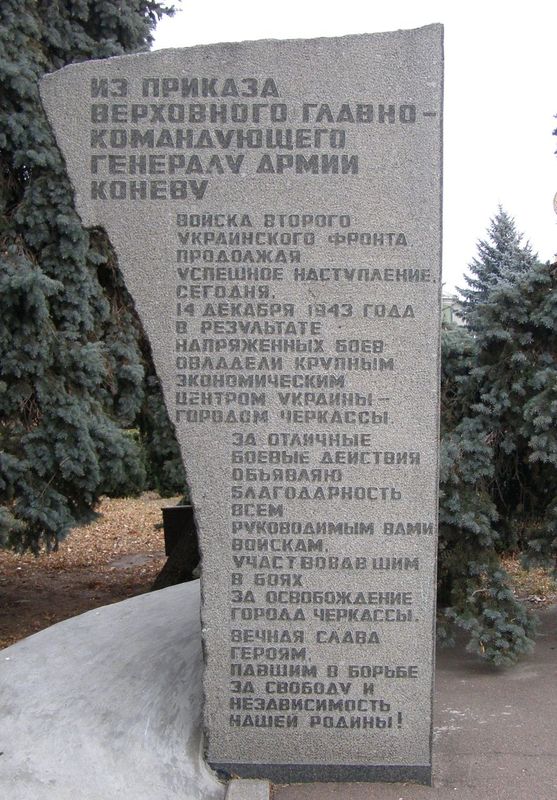 ИЗ ПРИКАЗА
ВЕРХОВНОГО ГЛАВНО-
КОМАНДУЮЩЕГО
ГЕНЕРАЛУ АРМИИ
КОНЕВУ
ВОЙСКА ВТОРОГО
УКРАИНСКОГО ФРОНТА,
ПРОДОЛЖАЯ
УСПЕШНОЕ НАСТУПЛЕНИЕ,
СЕГОДНЯ,
14 ДЕКАБРЯ 1943 ГОДА
В РЕЗУЛЬТАТЕ
НАПРЯЖЕННЫХ БОЕВ
ОВЛАДЕЛИ КРУПНЫМ
ЭКОНОМИЧЕСКИМ
ЦЕНТРОМ УКРАИНЫ-
ГОРОДОМ ЧЕРКАССЫ.
ЗА ОТЛИЧНЫЕ
БОЕВЫЕ ДЕЙСТВИЯ
ОБЪЯВЛЯЮ
БЛАГОДАРНОСТЬ
ВСЕМ
РУКОВОДИМЫМ ВАМИ
ВОЙСКАМ,
УЧАСТВОВАВШИМ
В БОЯХ
ЗА ОСВОБОЖДЕНИЕ
ГОРОДА ЧЕРКАССЫ.
ВЕЧНАЯ СЛАВА
ГЕРОЯМ,
ПАВШИМ В БОРЬБЕ
ЗА СВОБОДУ И
НЕЗАВИСИМОСТЬ
НАШЕЙ РОДИНЫ!